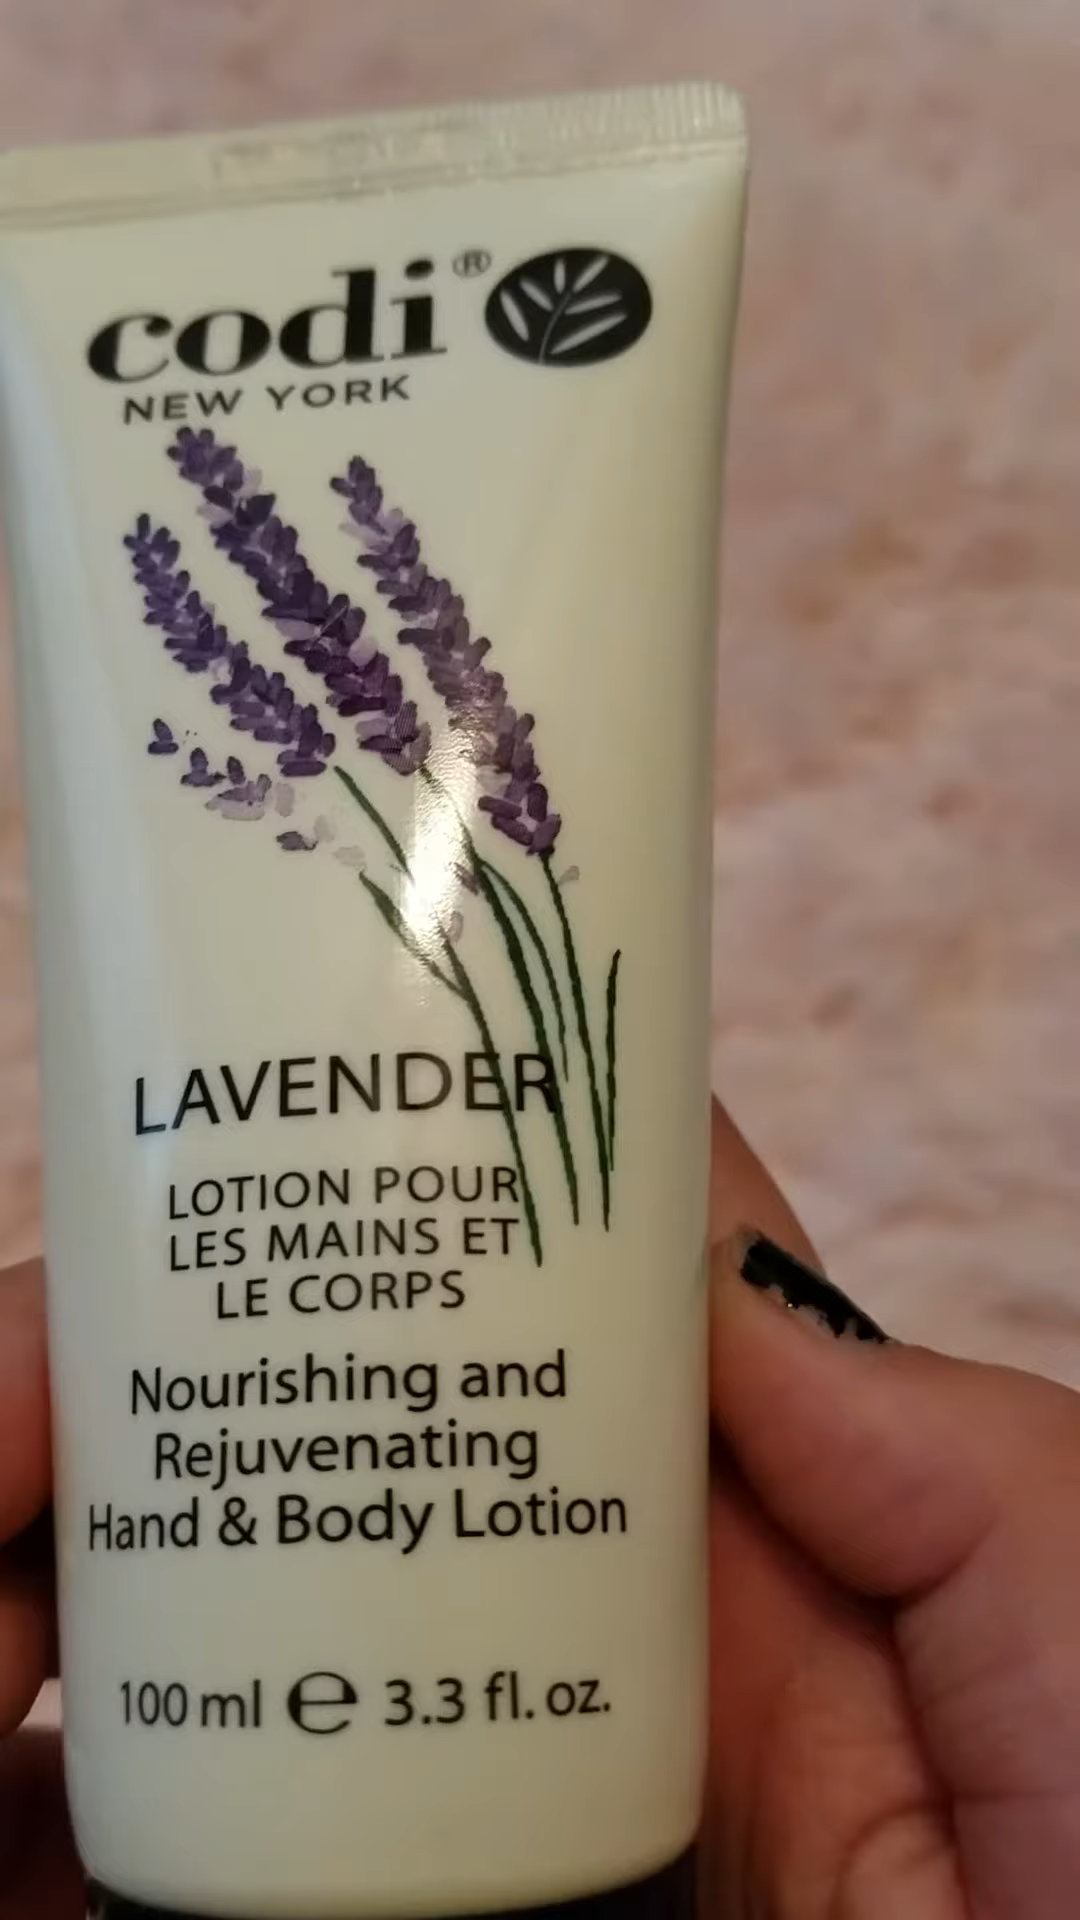 codi®
NEW YORK
LAVENDER
LOTION POUR
LES MAINS ET
LE CORPS
Nourishing and
Rejuvenating
Hand & Body Lotion
100 ml ℮ 3.3 fl. oz.